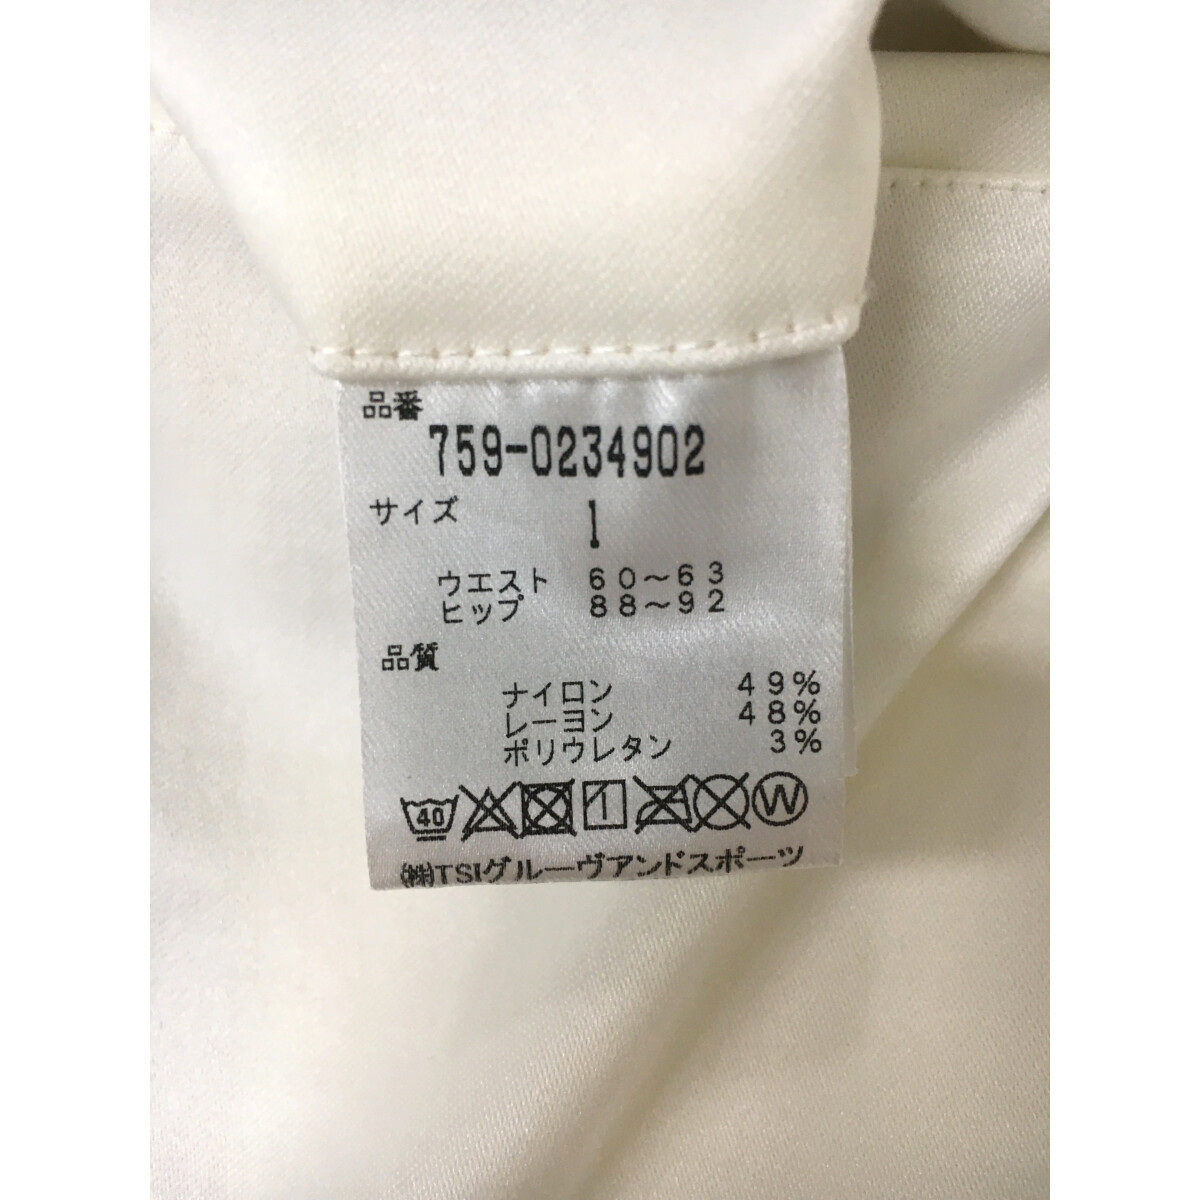 品番
759-0234902
サイズ 1
ウエスト 60～63
ヒップ 88～92
品質
ナイロン 49%
レーヨン 48%
ポリウレタン 3%
40 W
㈱TSIグルーヴアンドスポーツ